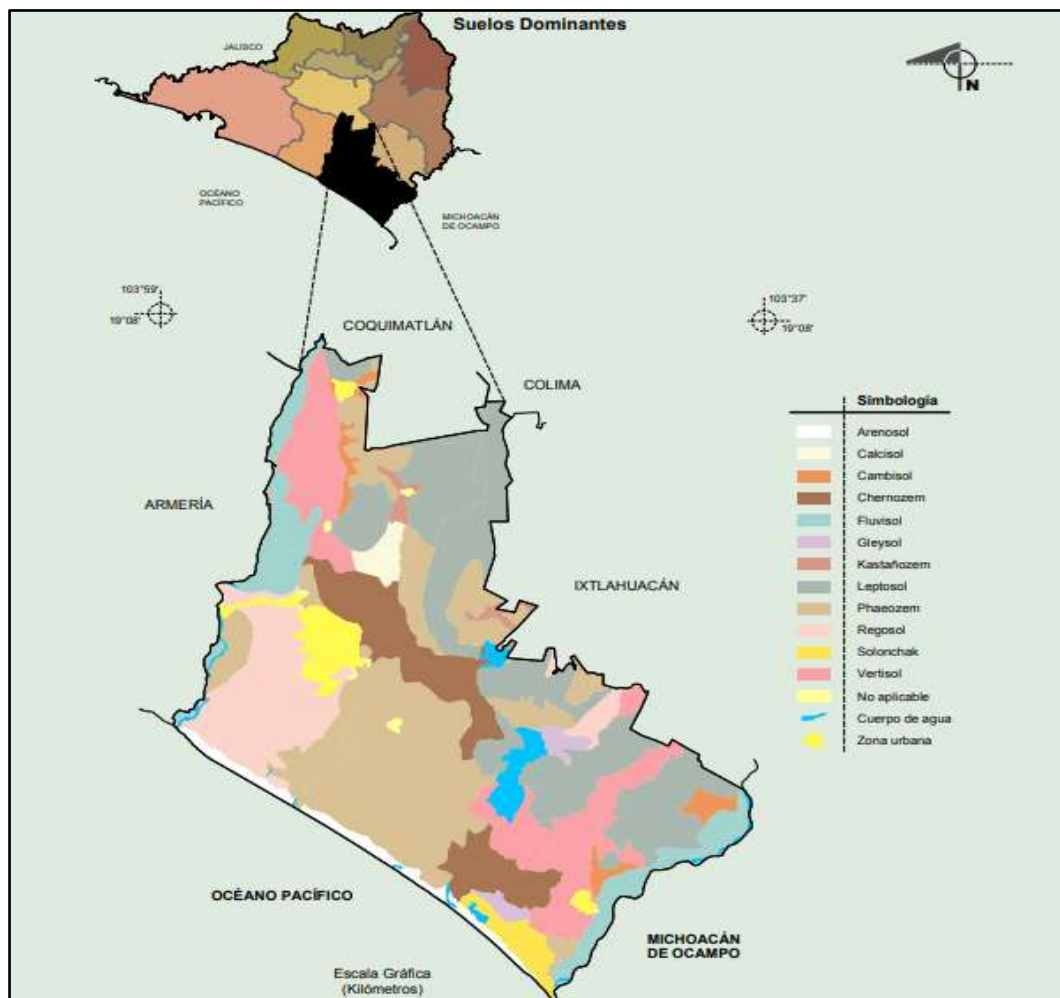 Suelos Dominantes
JALISCO
N
OCÉANO
PACÍFICO
MICHOACÁN
DE OCAMPO
103°59'
19°08'
103°37'
19°08'
COQUIMATLÁN
COLIMA
ARMERÍA
IXTLAHUACÁN
Simbología
Arenosol
Calcisol
Cambisol
Chernozem
Fluvisol
Gleysol
Kastañozem
Leptosol
Phaeozem
Regosol
Solonchak
Vertisol
No aplicable
Cuerpo de agua
Zona urbana
OCÉANO PACÍFICO
MICHOACÁN
DE OCAMPO
Escala Gráfica
(Kilómetros)